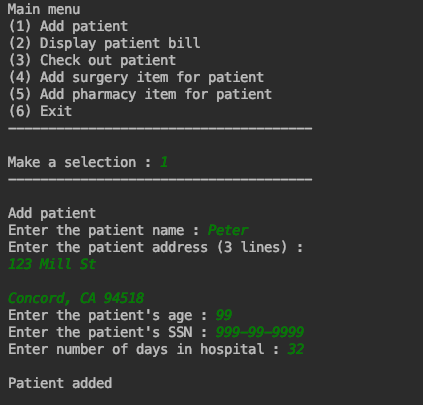 Main menu
(1) Add patient
(2) Display patient bill
(3) Check out patient
(4) Add surgery item for patient
(5) Add pharmacy item for patient
(6) Exit
---------------------------------------
Make a selection : 1
---------------------------------------
Add patient
Enter the patient name : Peter
Enter the patient address (3 lines) :
123 Mill St
Concord, CA 94518
Enter the patient's age : 99
Enter the patient's SSN : 999-99-9999
Enter number of days in hospital : 32
Patient added